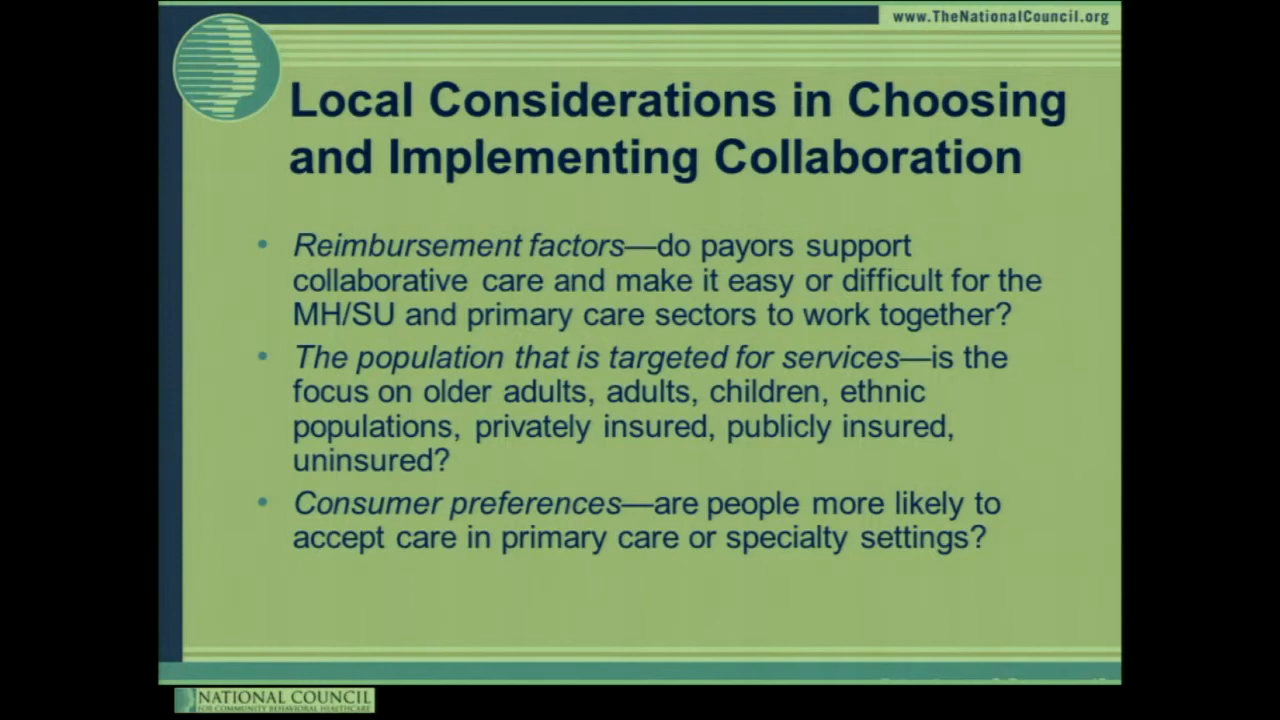 www.TheNationalCouncil.org
Local Considerations in Choosing
and Implementing Collaboration
• Reimbursement factors—do payors support
collaborative care and make it easy or difficult for the
MH/SU and primary care sectors to work together?
• The population that is targeted for services—is the
focus on older adults, adults, children, ethnic
populations, privately insured, publicly insured,
uninsured?
• Consumer preferences—are people more likely to
accept care in primary care or specialty settings?
NATIONAL COUNCIL
FOR COMMUNITY BEHAVIORAL HEALTHCARE